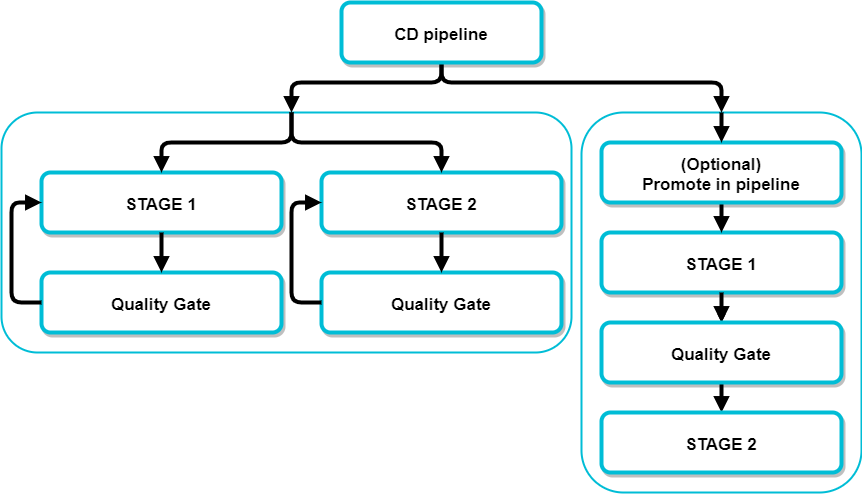 CD pipeline
STAGE 1
STAGE 2
Quality Gate
Quality Gate
(Optional)
Promote in pipeline
STAGE 1
Quality Gate
STAGE 2